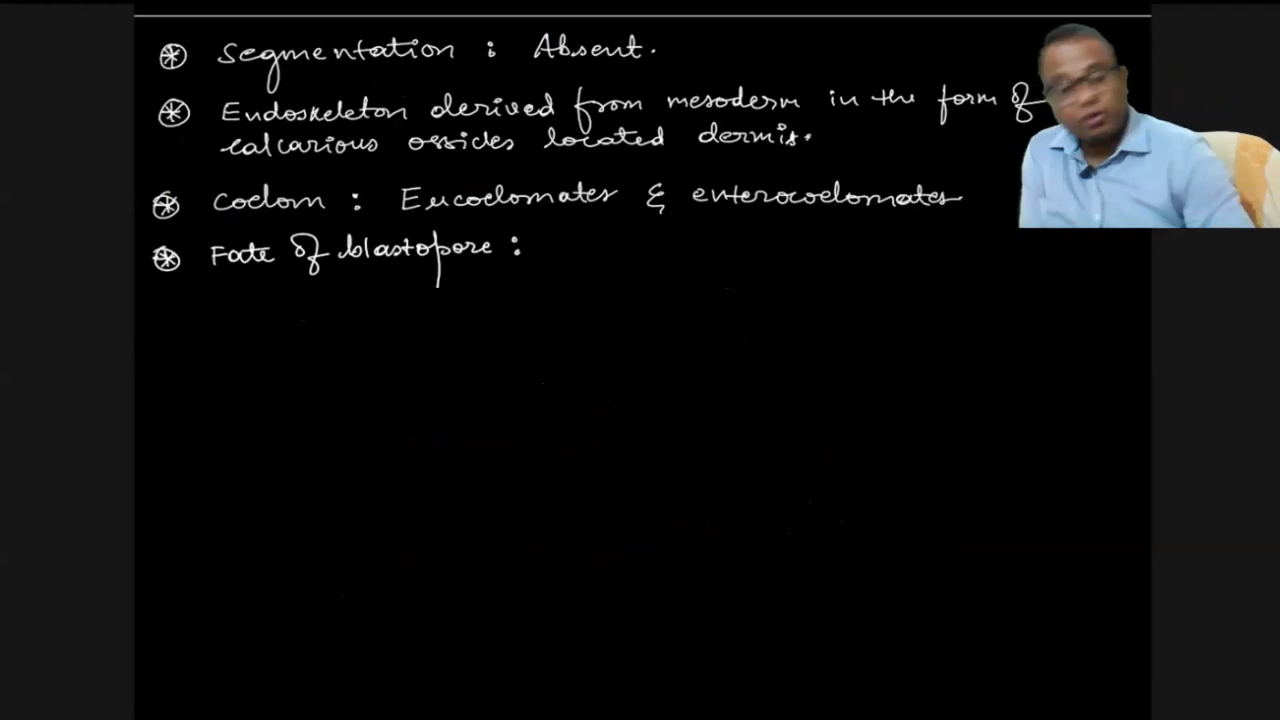 Segmentation : Absent.
Endoskeleton derived from mesoderm in the form of
calcarious ossicles located dermis.
Coelom : Eucoelomates & enterocoelomates
Fate of blastopore :